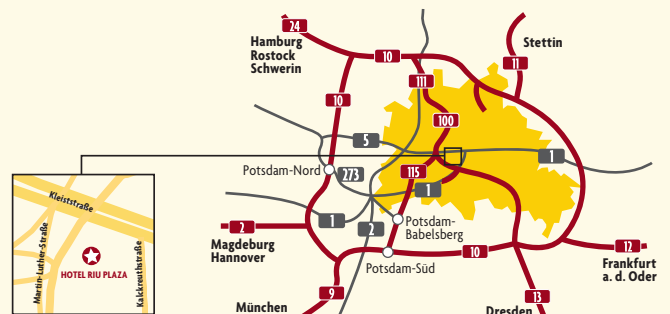 24
Hamburg
Rostock
Schwerin
10
Stettin
11
111
10
100
5
1
Potsdam-Nord
273
115
1
Kleiststraße
Martin-Luther-Straße
HOTEL RIU PLAZA
Kalckreuthstraße
1
2
2
Potsdam-
Babelsberg
Magdeburg
Hannover
10
12
Potsdam-Süd
Frankfurt
a. d. Oder
9
13
München
Dresden